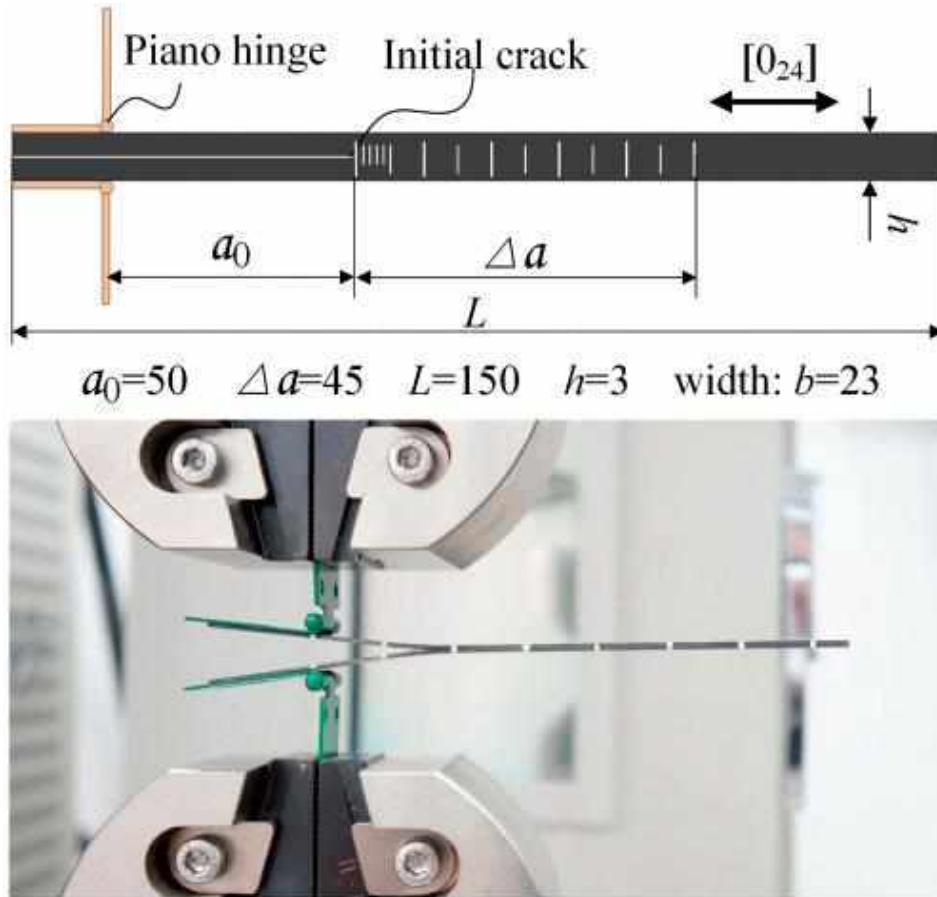 Piano hinge
Initial crack
[0₂₄]
a₀
△a
h
L
a₀=50 △a=45 L=150 h=3 width: b=23